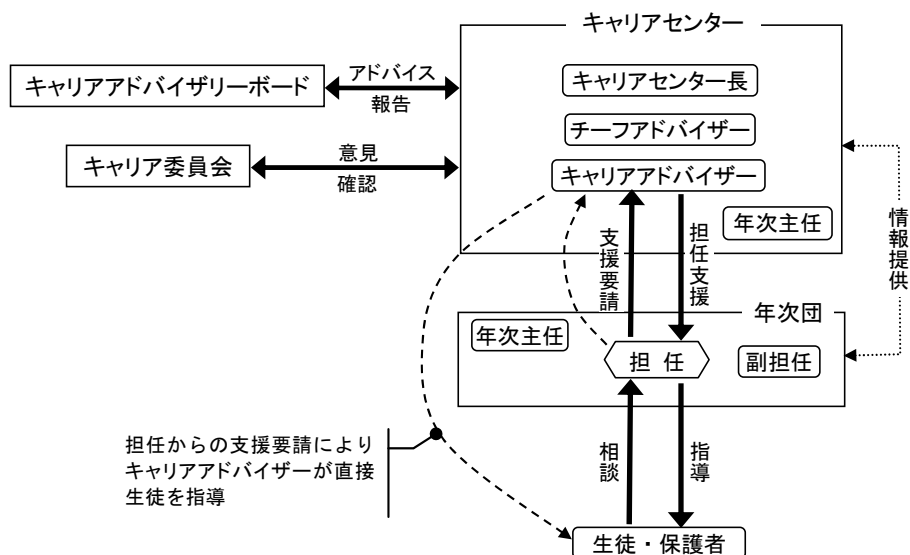 キャリアセンター
キャリアアドバイザリーボード
アドバイス
報告
キャリアセンター長
チーフアドバイザー
キャリア委員会
意見
確認
キャリアアドバイザー
年次主任
情報提供
支援要請
担任支援
年次団
年次主任
担 任
副担任
担任からの支援要請により
キャリアアドバイザーが直接
生徒を指導
相談
指導
生徒・保護者